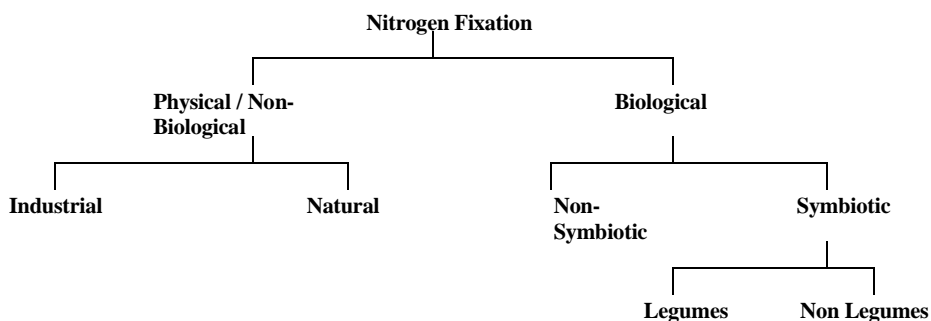 Nitrogen Fixation
Physical / Non-
Biological
Biological
Industrial
Natural
Non-
Symbiotic
Symbiotic
Legumes
Non Legumes